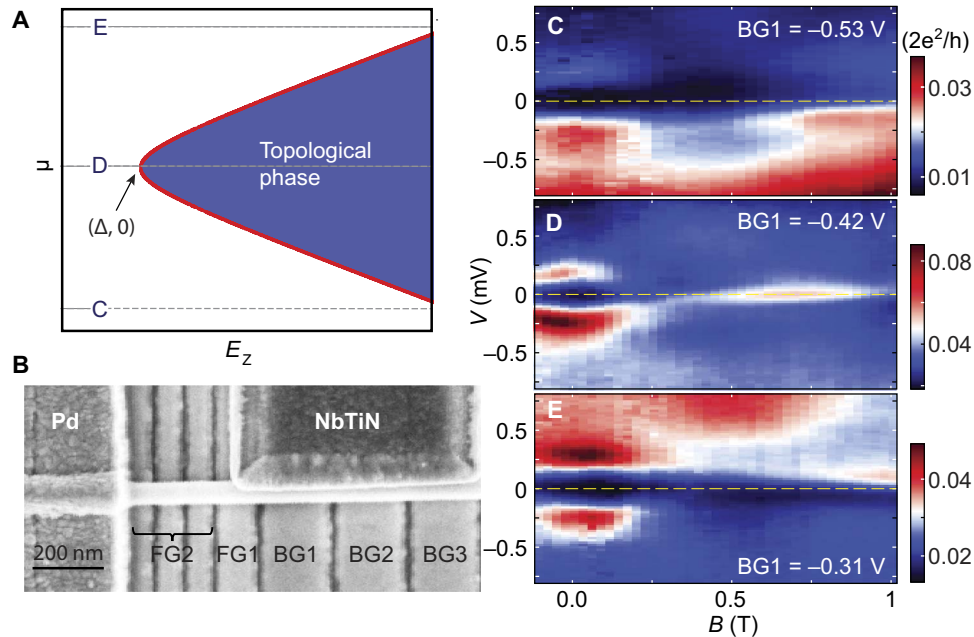 A
E
μ
D
Topological
phase
(Δ, 0)
C
E_Z
B
Pd
NbTiN
200 nm
FG2
FG1
BG1
BG2
BG3
C
BG1 = –0.53 V
0.5
0
–0.5
(2e²/h)
0.03
0.01
D
BG1 = –0.42 V
V (mV)
0.5
0
–0.5
0.08
0.04
E
BG1 = –0.31 V
0.5
0
–0.5
0.04
0.02
0.0
0.5
1
B (T)